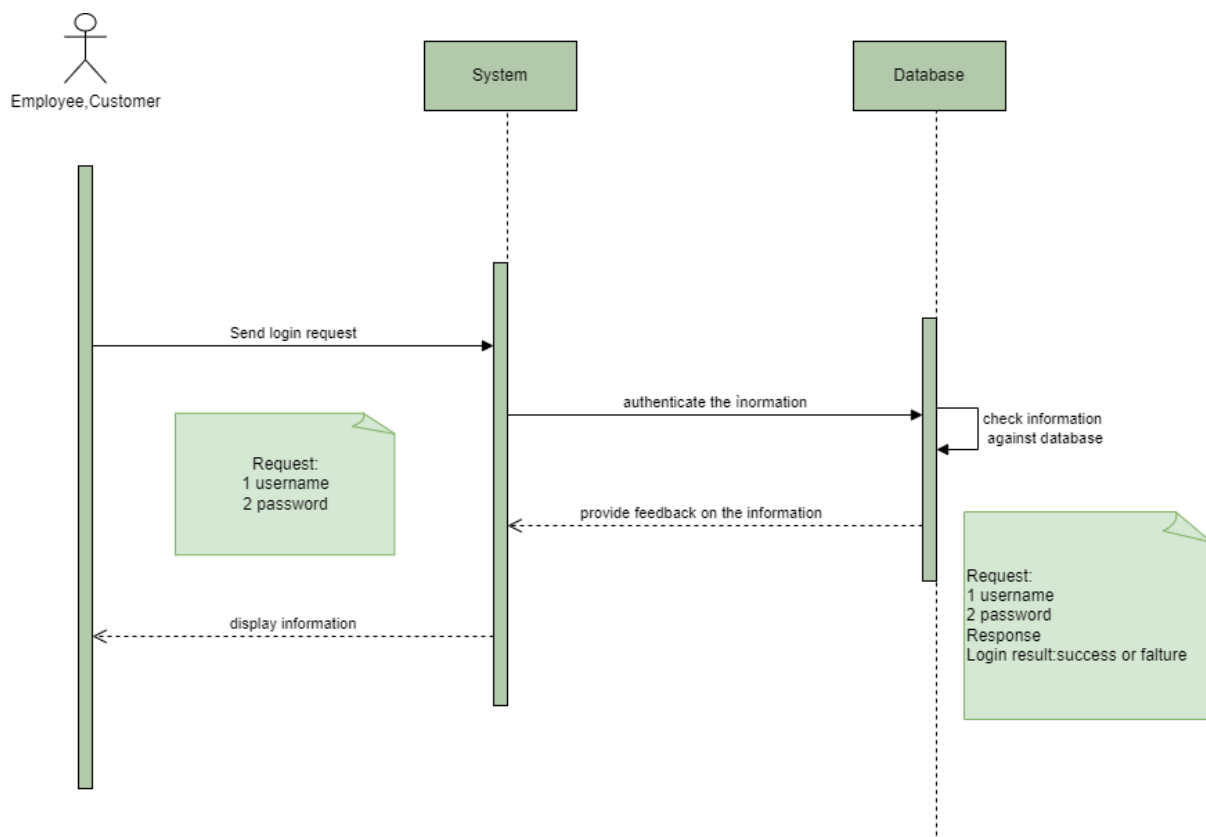 Employee,Customer
System
Database
Send login request
authenticate the inormation
check information
against database
Request:
1 username
2 password
provide feedback on the information
Request:
1 username
2 password
Response
Login result:success or falture
display information